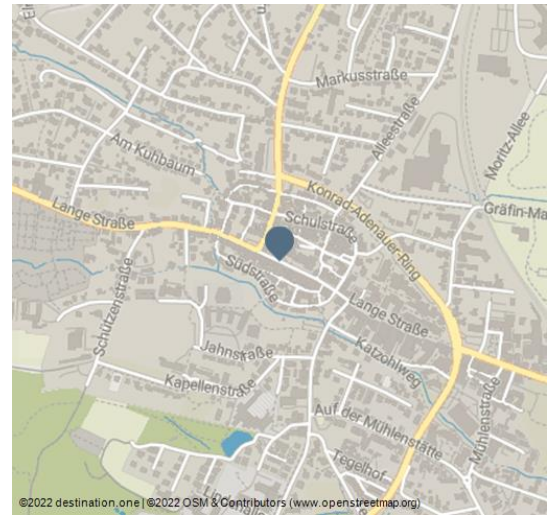 Markusstraße
Alleestraße
Moritz-Allee
Am Kuhbaum
Konrad-Adenauer-Ring
Gräfin-Ma
Schulstraße
Lange Straße
Südstraße
Schützenstraße
Lange Straße
Jahnstraße
Katzohlweg
Kapellenstraße
Mühlenstraße
Auf der Mühlenstätte
Tegelhof
©2022 destination.one | ©2022 OSM & Contributors (www.openstreetmap.org)